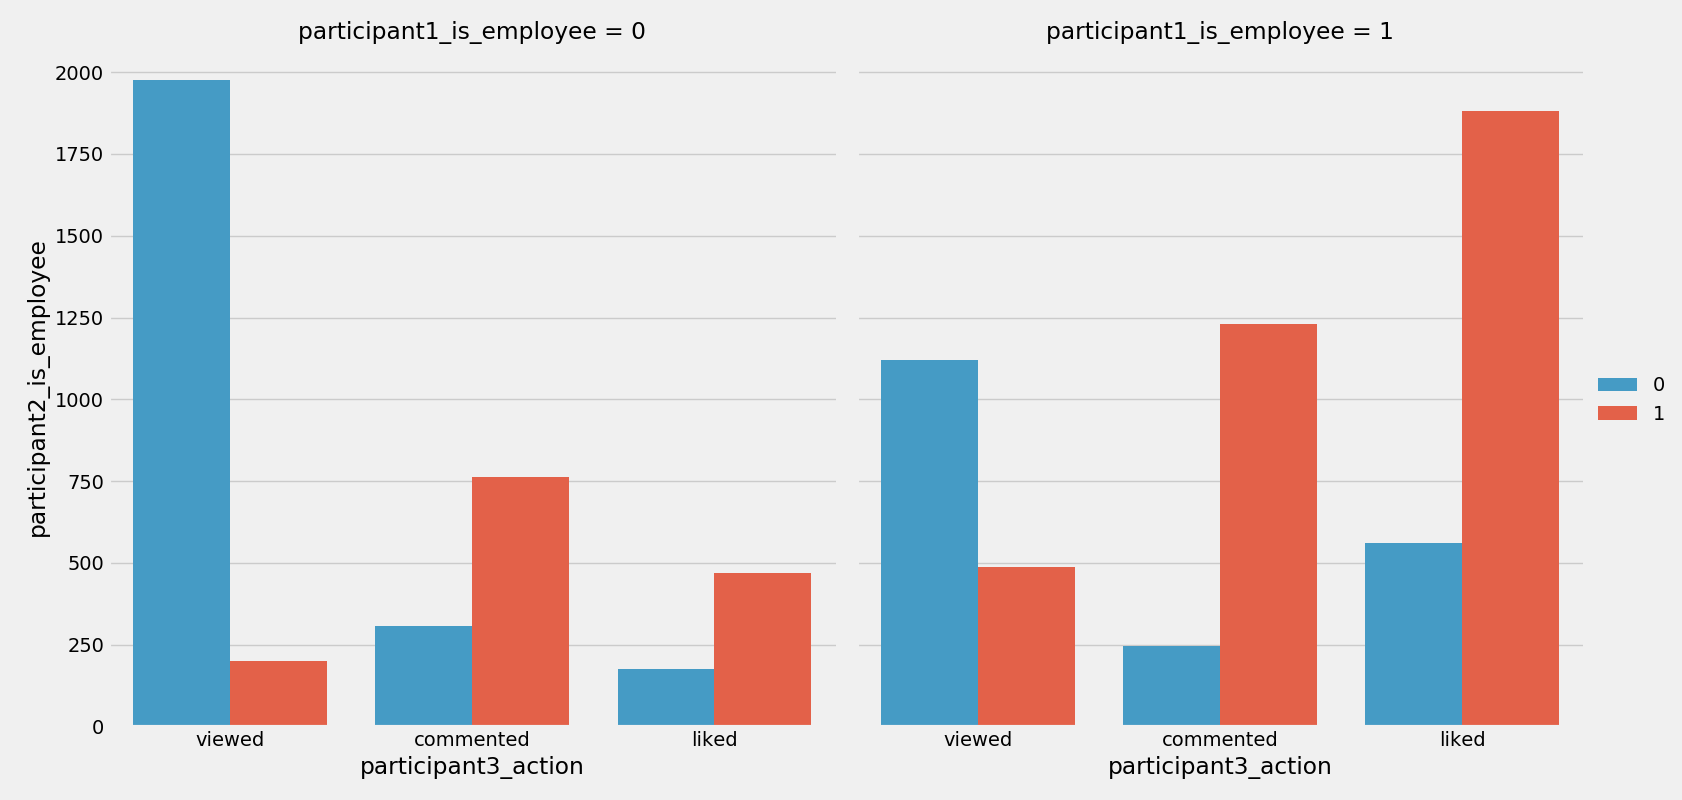 participant1_is_employee = 0
participant1_is_employee = 1
participant2_is_employee
2000
1750
1500
1250
1000
750
500
250
0
viewed commented liked
viewed commented liked
participant3_action
participant3_action
0
1